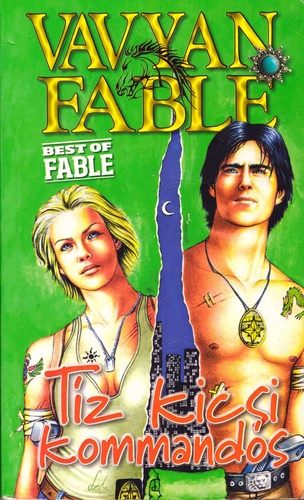 VAVYAN
FABLE
BEST OF
FABLE
Tíz kicsi
kommandós